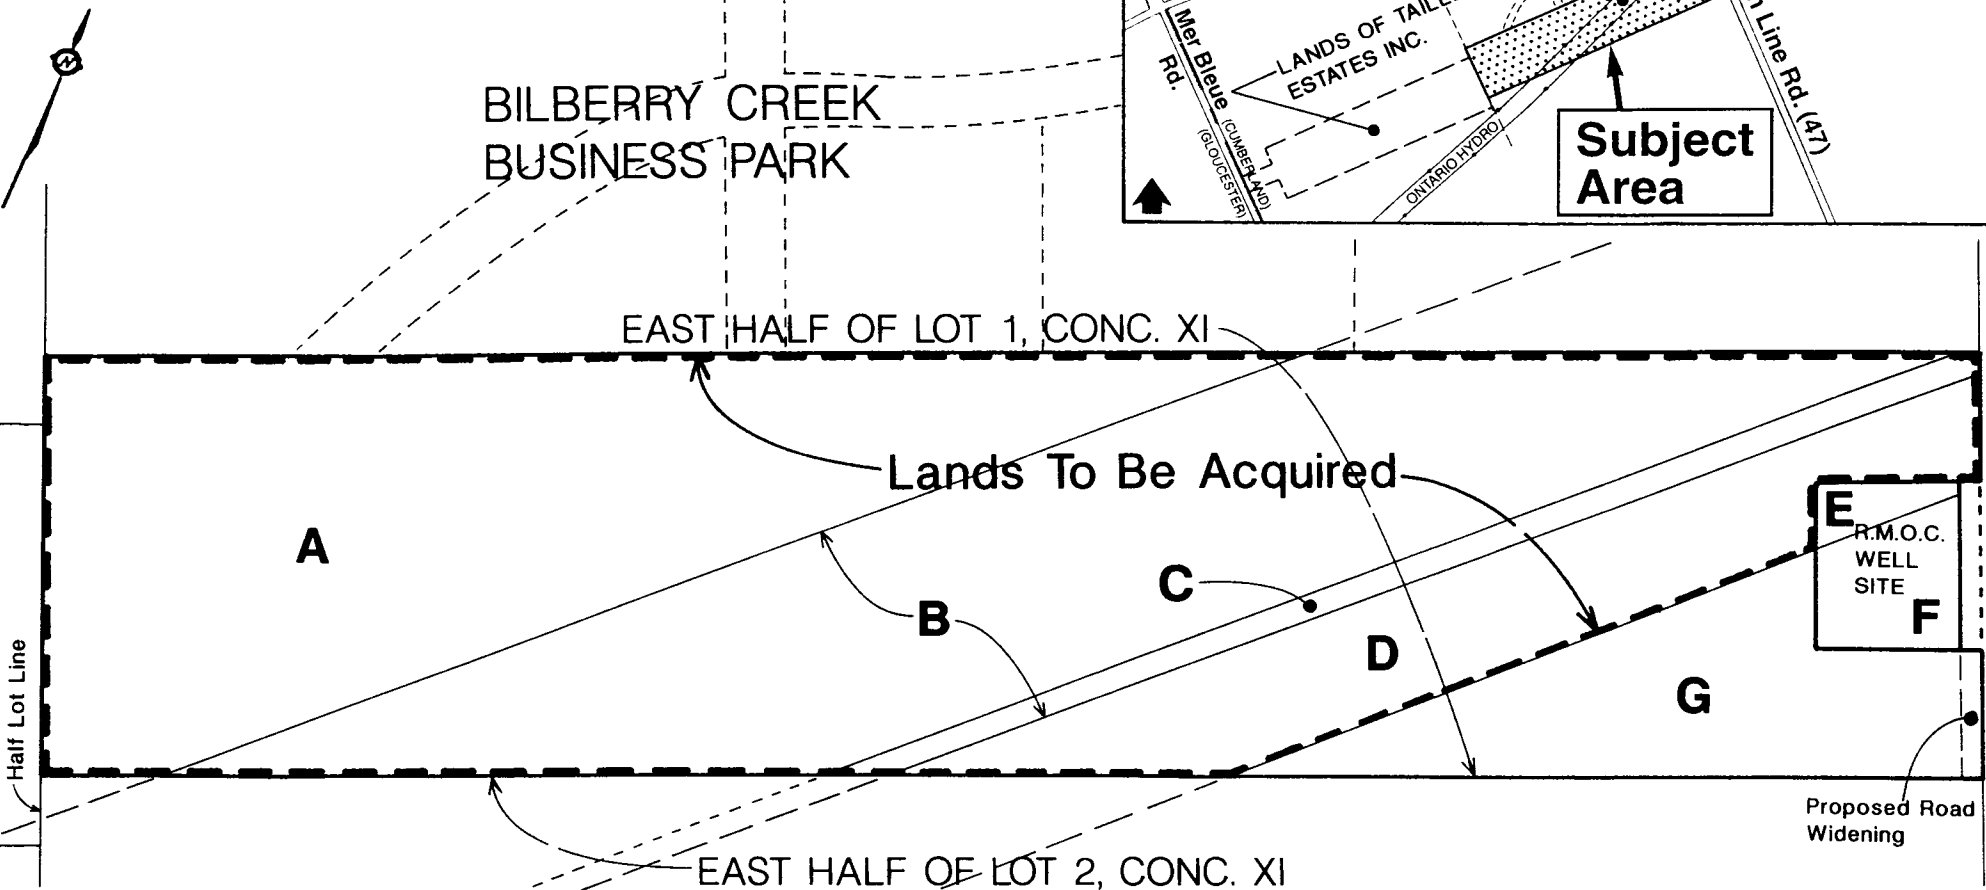 N
BILBERRY CREEK
BUSINESS PARK
Mer Bleue
Rd.
LANDS OF
ESTATES INC.
(CUMBERLAND)
(GLOUCESTER)
ONTARIO HYDRO
Line Rd. (47)
Subject
Area
EAST HALF OF LOT 1, CONC. XI
Lands To Be Acquired
A
B
C
D
E
R.M.O.C.
WELL
SITE
F
G
Half Lot Line
Proposed Road
Widening
EAST HALF OF LOT 2, CONC. XI